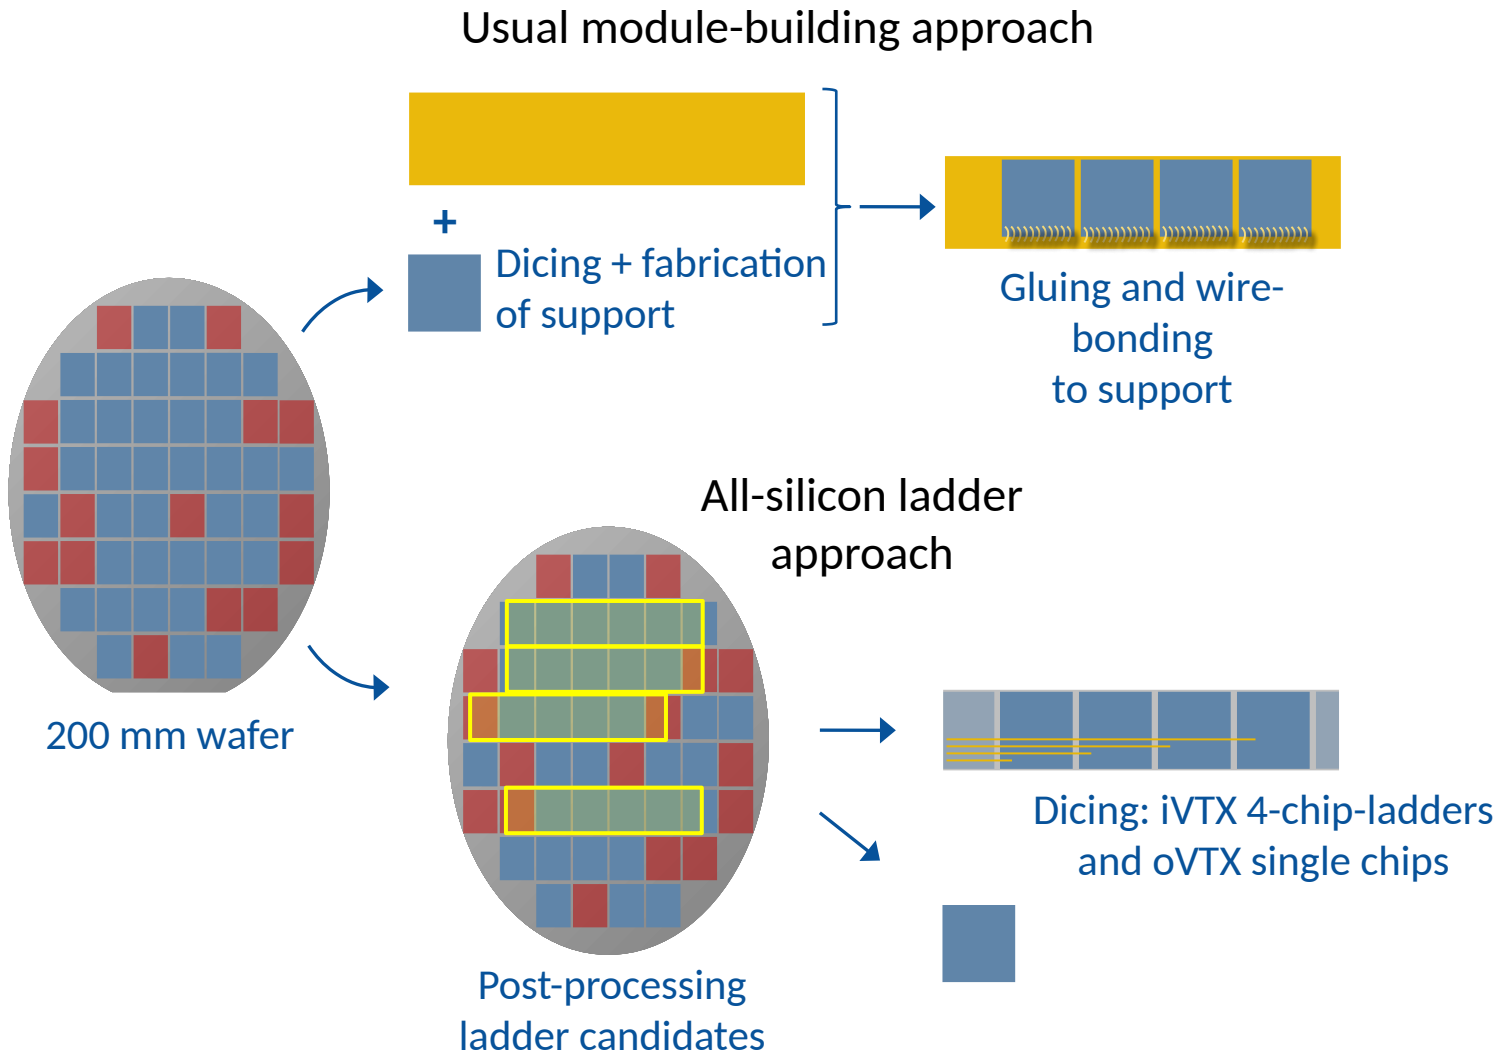 Usual module-building approach
+
Dicing + fabrication
of support
Gluing and wire-
bonding
to support
200 mm wafer
All-silicon ladder
approach
Post-processing
ladder candidates
Dicing: iVTX 4-chip-ladders
and oVTX single chips